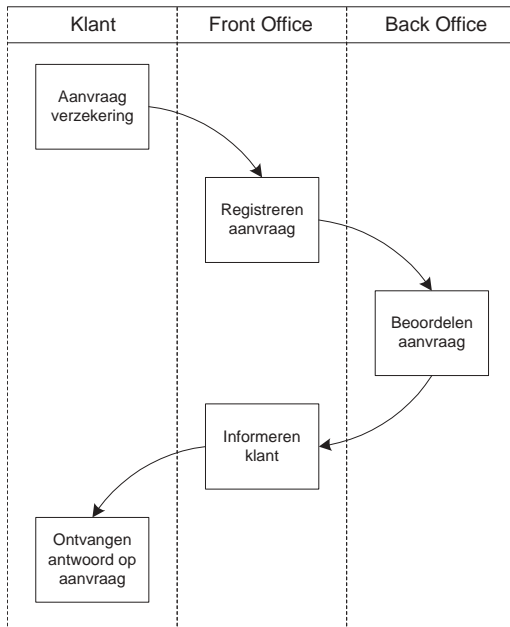 Klant
Front Office
Back Office
Aanvraag
verzekering
Registreren
aanvraag
Beoordelen
aanvraag
Informeren
klant
Ontvangen
antwoord op
aanvraag